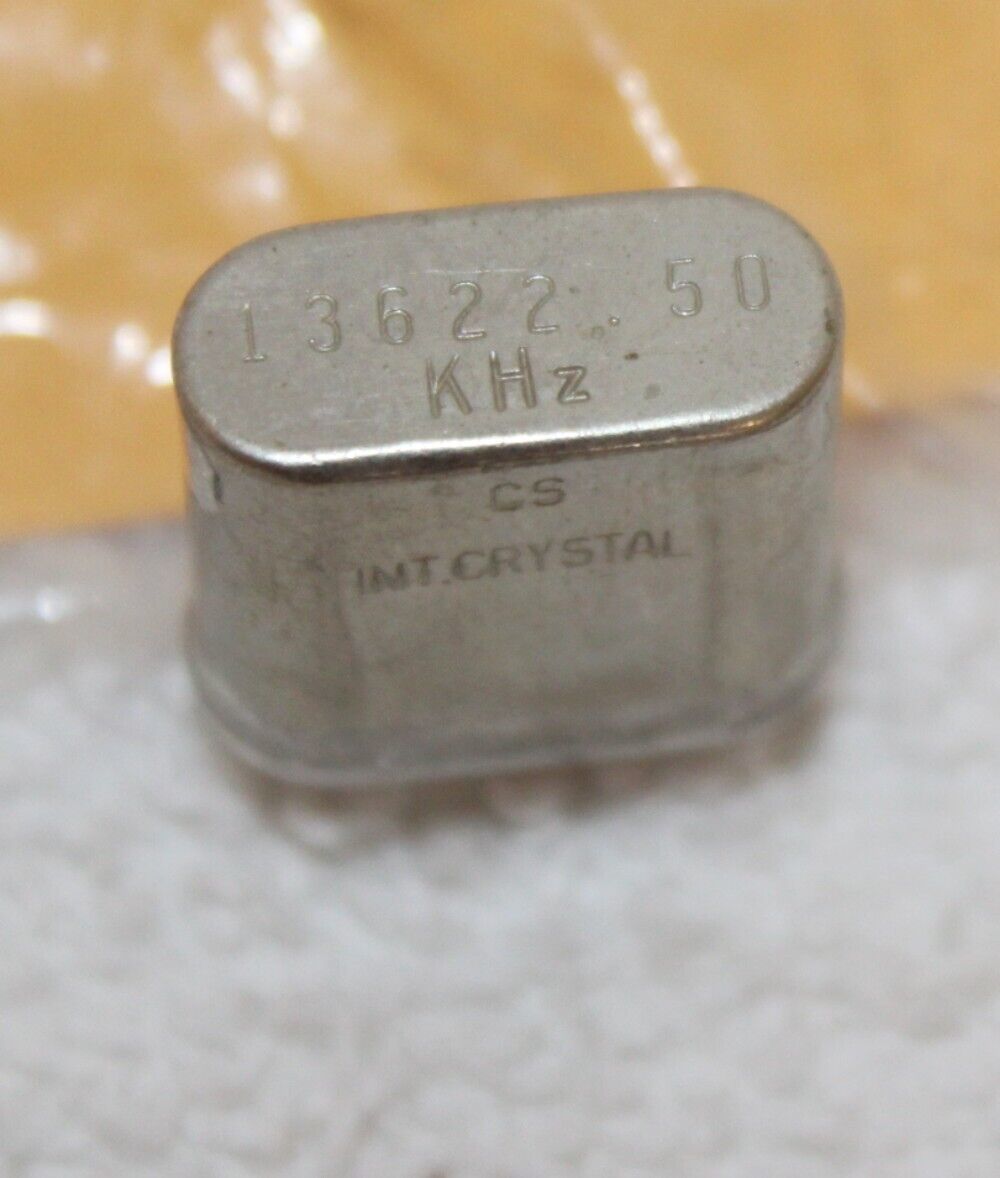 13622.50
KHz
CS
INT.CRYSTAL